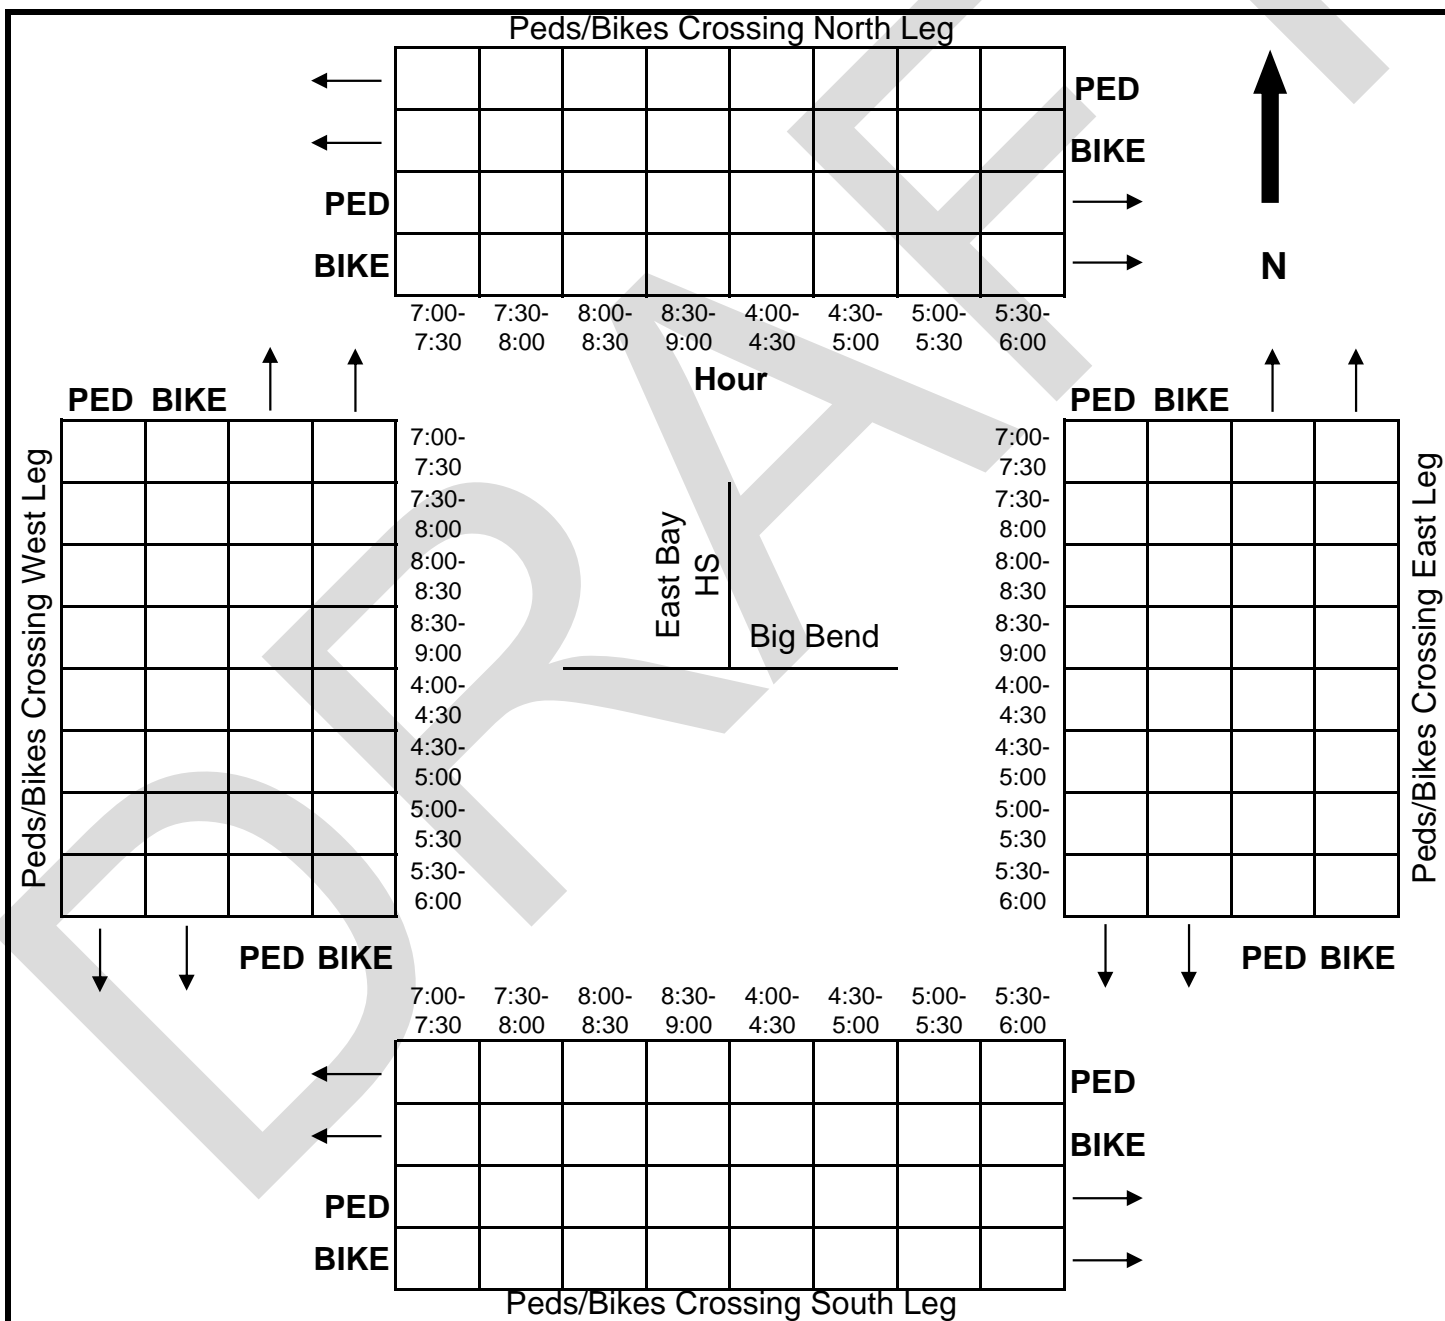 Peds/Bikes Crossing North Leg
PED
BIKE
PED
BIKE
N
7:00- 7:30- 8:00- 8:30- 4:00- 4:30- 5:00- 5:30-
7:30 8:00 8:30 9:00 4:30 5:00 5:30 6:00
Hour
PED BIKE
PED BIKE
Peds/Bikes Crossing West Leg
7:00-
7:30
7:30-
8:00
8:00-
8:30
8:30-
9:00
4:00-
4:30
4:30-
5:00
5:00-
5:30
5:30-
6:00
East Bay
HS
Big Bend
7:00-
7:30
7:30-
8:00
8:00-
8:30
8:30-
9:00
4:00-
4:30
4:30-
5:00
5:00-
5:30
5:30-
6:00
Peds/Bikes Crossing East Leg
PED BIKE
PED BIKE
7:00- 7:30- 8:00- 8:30- 4:00- 4:30- 5:00- 5:30-
7:30 8:00 8:30 9:00 4:30 5:00 5:30 6:00
PED
BIKE
PED
BIKE
Peds/Bikes Crossing South Leg
DRAFT